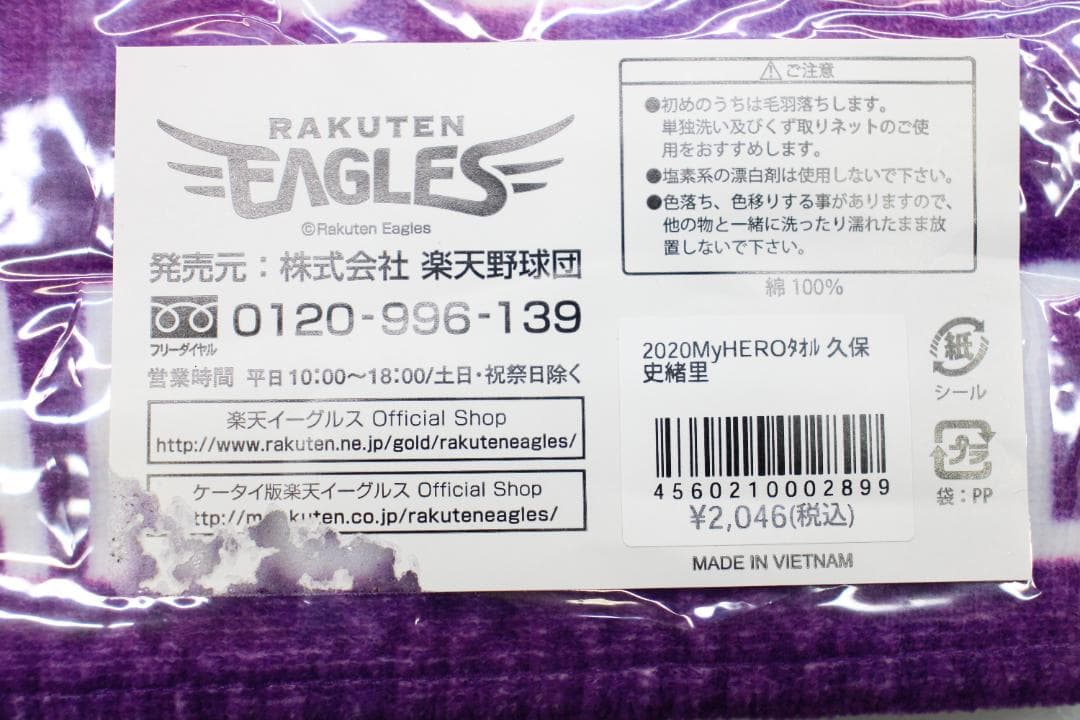 RAKUTEN
EAGLES
©Rakuten Eagles
発売元：株式会社 楽天野球団
0120-996-139
フリーダイヤル
営業時間 平日10:00～18:00/土日・祝祭日除く
楽天イーグルス Official Shop
http://www.rakuten.ne.jp/gold/rakuteneagles/
ケータイ版楽天イーグルス Official Shop
.co.jp/rakuteneagles/
⚠ご注意
●初めのうちは毛羽落ちします。
単独洗い及びくず取りネットのご使
用をおすすめします。
●塩素系の漂白剤は使用しないで下さい。
●色落ち、色移りする事がありますので、
他の物と一緒に洗ったり濡れたまま放
置しないで下さい。
綿 100%
2020MyHEROﾀｵﾙ 久保
史緒里
4560210002899
¥2,046(税込)
紙
シール
プラ
袋：PP
MADE IN VIETNAM